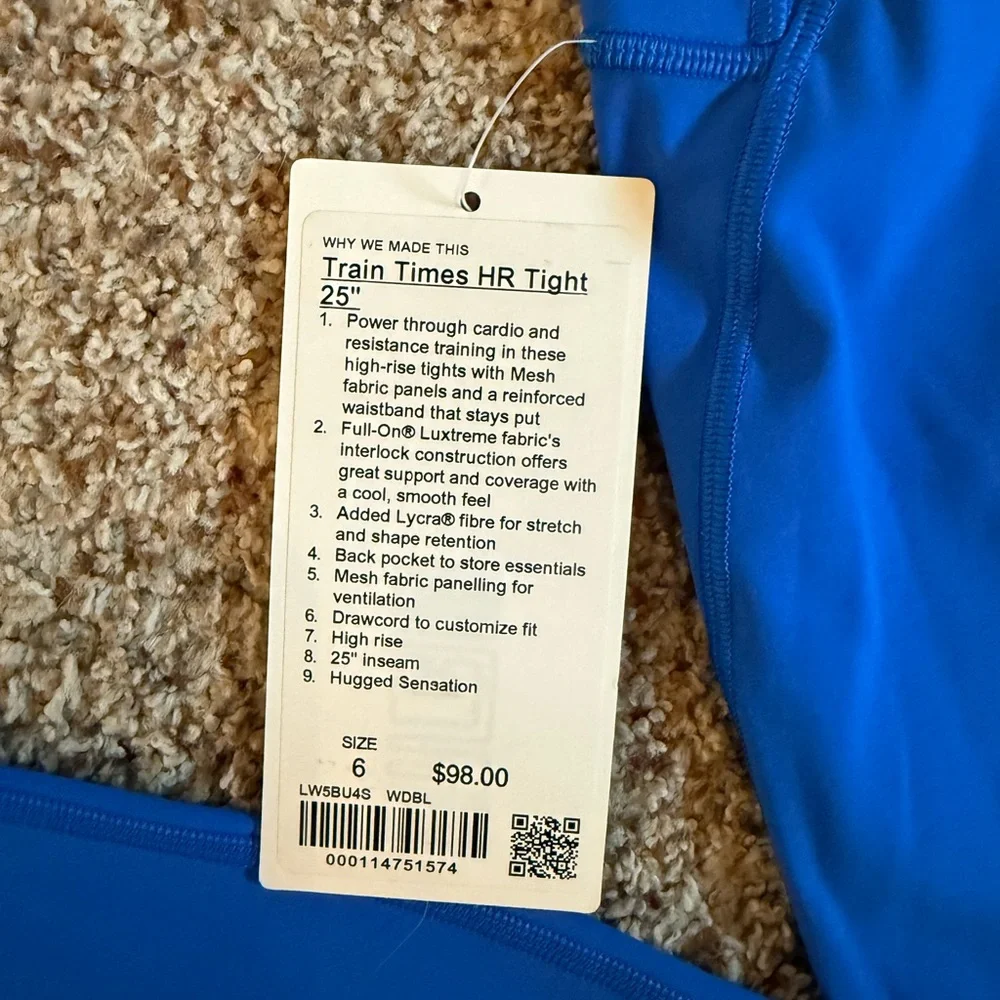 WHY WE MADE THIS
Train Times HR Tight
25"
1. Power through cardio and
resistance training in these
high-rise tights with Mesh
fabric panels and a reinforced
waistband that stays put
2. Full-On® Luxtreme fabric's
interlock construction offers
great support and coverage with
a cool, smooth feel
3. Added Lycra® fibre for stretch
and shape retention
4. Back pocket to store essentials
5. Mesh fabric panelling for
ventilation
6. Drawcord to customize fit
7. High rise
8. 25" inseam
9. Hugged Sensation
SIZE
6 $98.00
LW5BU4S WDBL
000114751574